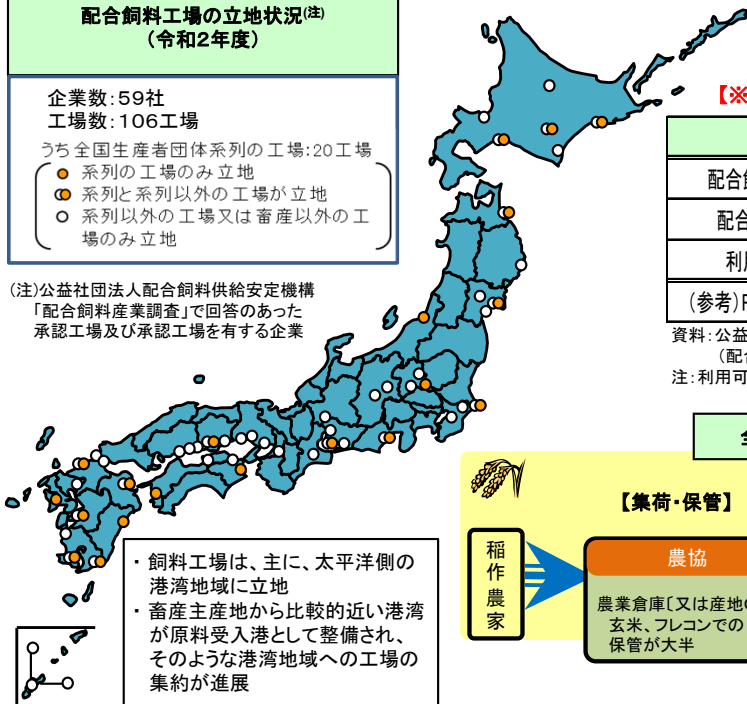 配合飼料工場の立地状況(注)
(令和2年度)
企業数:59社
工場数:106工場
うち全国生産者団体系列の工場:20工場
系列の工場のみ立地
系列と系列以外の工場が立地
系列以外の工場又は畜産以外の工
場のみ立地
(注)公益社団法人配合飼料供給安定機構
「配合飼料産業調査」で回答のあった
承認工場及び承認工場を有する企業
・ 飼料工場は、主に、太平洋側の
港湾地域に立地
・ 畜産主産地から比較的近い港湾
が原料受入港として整備され、
そのような港湾地域への工場の
集約が進展
【※
配合
配合
利
(参考)
資料:公益
(配合
注:利用可
【集荷・保管】
稲作農家
農協
農業倉庫〔又は産地
玄米、フレコンでの
保管が大半